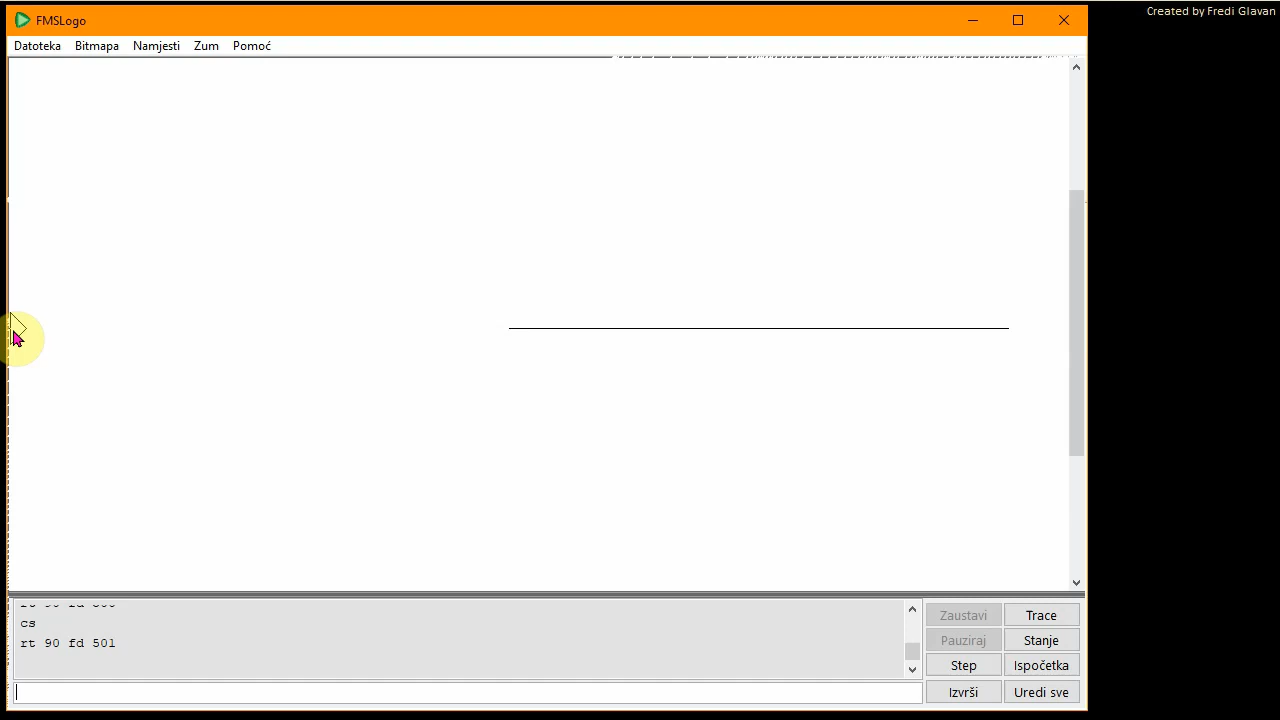 Created by Fredi Glavan
FMSLogo
Datoteka Bitmapa Namjesti Zum Pomoć
cs
rt 90 fd 501
Zaustavi Trace
Pauziraj Stanje
Step Ispočetka
Izvrši Uredi sve